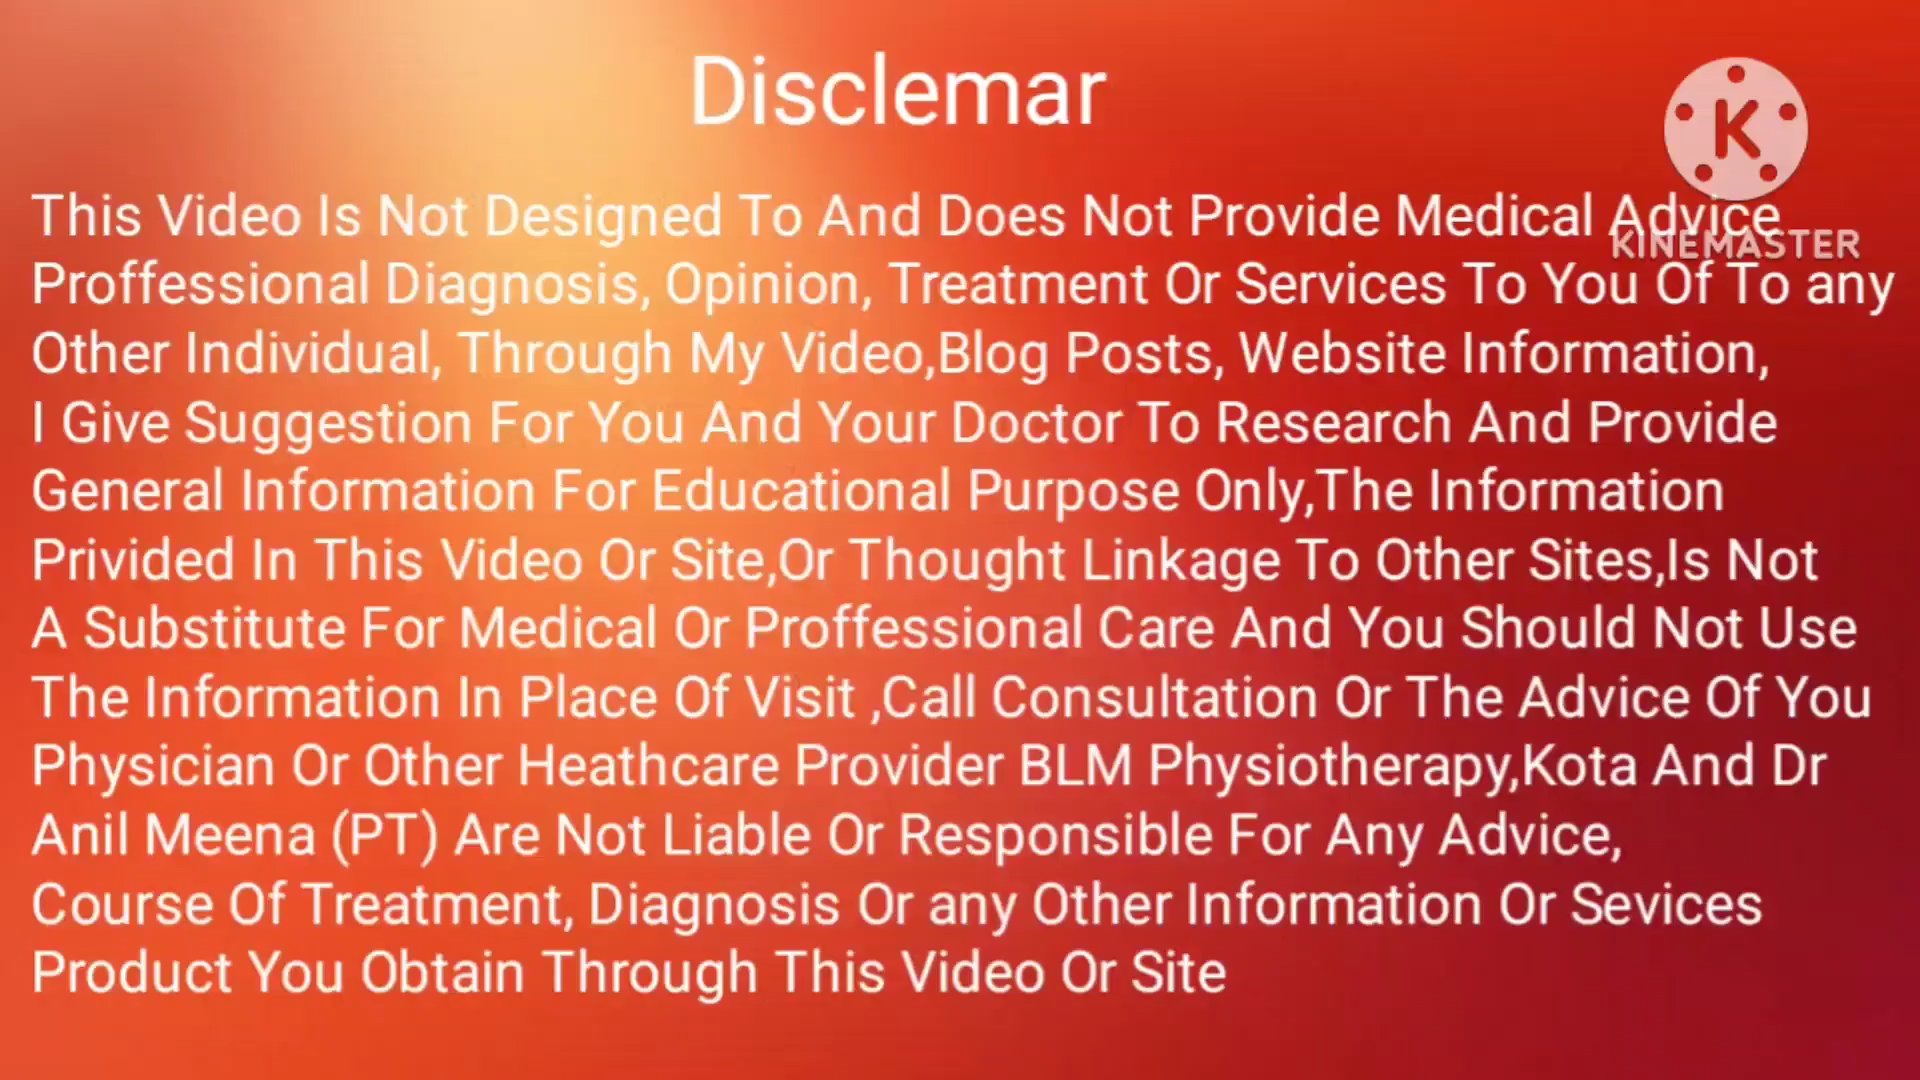 Disclemar
K
KINEMASTER
This Video Is Not Designed To And Does Not Provide Medical Advice
Proffessional Diagnosis, Opinion, Treatment Or Services To You Of To any
Other Individual, Through My Video,Blog Posts, Website Information,
I Give Suggestion For You And Your Doctor To Research And Provide
General Information For Educational Purpose Only,The Information
Privided In This Video Or Site,Or Thought Linkage To Other Sites,Is Not
A Substitute For Medical Or Proffessional Care And You Should Not Use
The Information In Place Of Visit ,Call Consultation Or The Advice Of You
Physician Or Other Heathcare Provider BLM Physiotherapy,Kota And Dr
Anil Meena (PT) Are Not Liable Or Responsible For Any Advice,
Course Of Treatment, Diagnosis Or any Other Information Or Sevices
Product You Obtain Through This Video Or Site